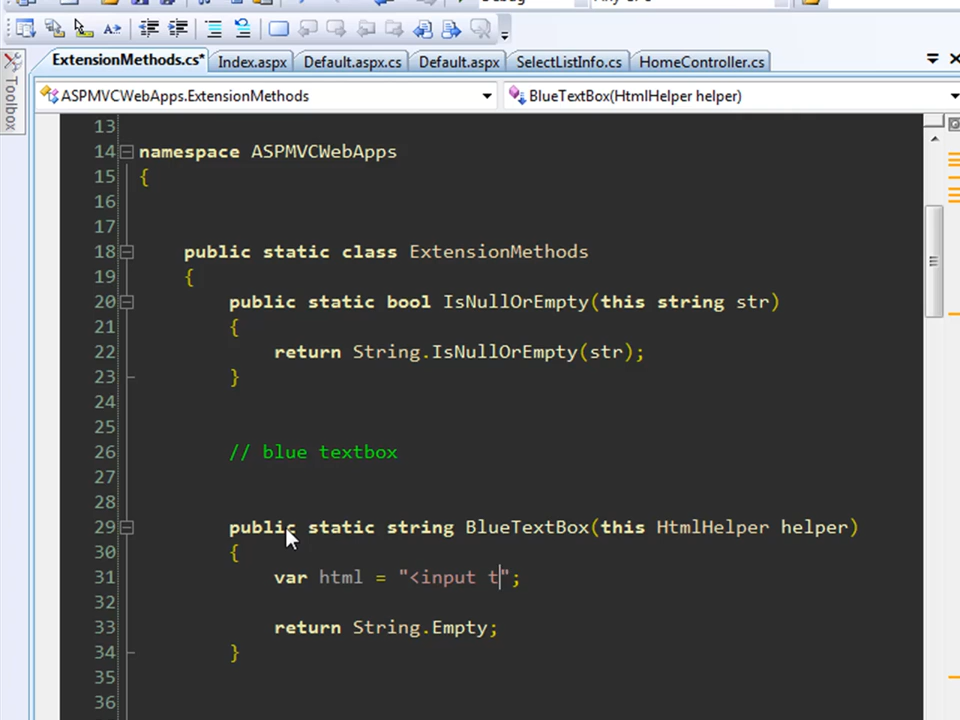 ExtensionMethods.cs* Index.aspx Default.aspx.cs Default.aspx SelectListInfo.cs HomeController.cs
Toolbox
ASPMVCWebApps.ExtensionMethods BlueTextBox(HtmlHelper helper)
13
14 namespace ASPMVCWebApps
15 {
16
17
18 public static class ExtensionMethods
19 {
20 public static bool IsNullOrEmpty(this string str)
21 {
22 return String.IsNullOrEmpty(str);
23 }
24
25
26 // blue textbox
27
28
29 public static string BlueTextBox(this HtmlHelper helper)
30 {
31 var html = "<input t";
32
33 return String.Empty;
34 }
35
36